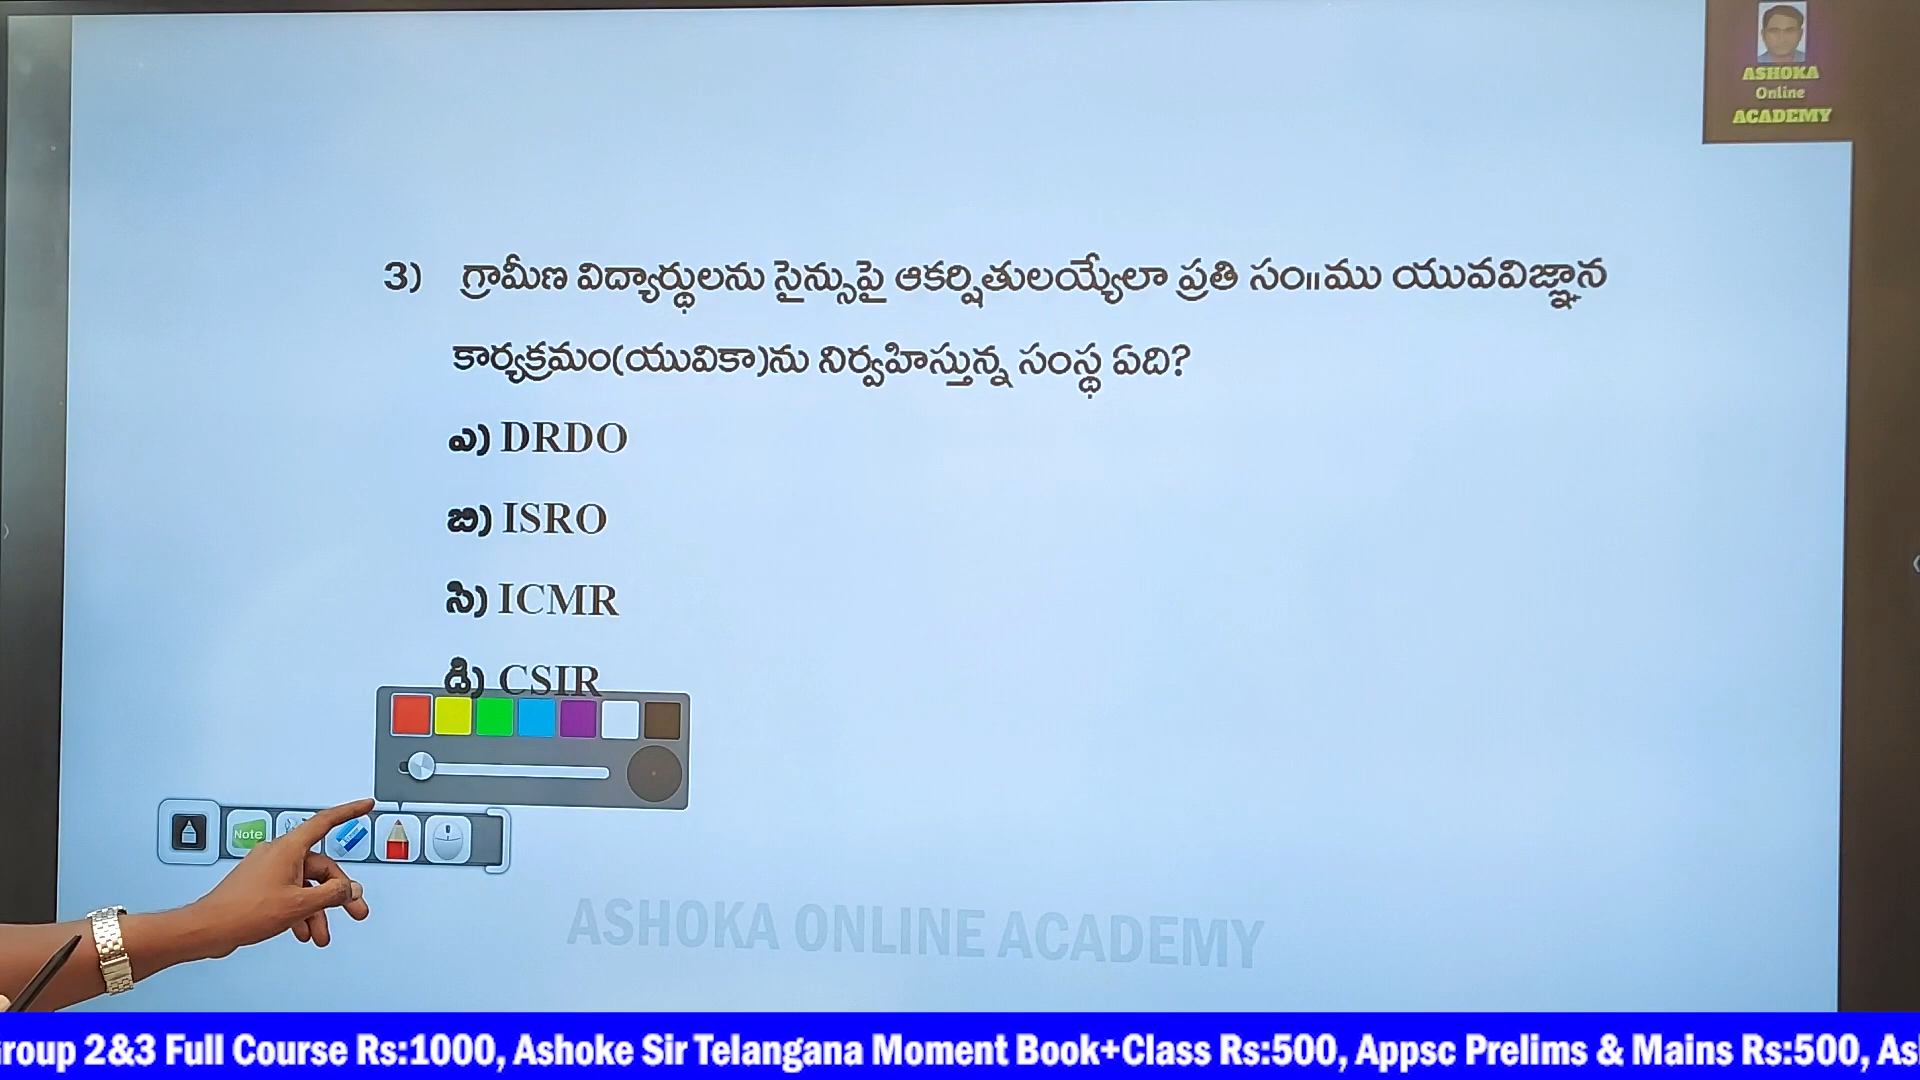 ASHOKA
Online
ACADEMY
3) గ్రామీణ విద్యార్థులను సైన్సుపై ఆకర్షితులయ్యేలా ప్రతి సం॥ము యువవిజ్ఞాన
కార్యక్రమం(యువికా)ను నిర్వహిస్తున్న సంస్థ ఏది?
ఎ) DRDO
బి) ISRO
సి) ICMR
డి) CSIR
Note
ASHOKA ONLINE ACADEMY
roup 2&3 Full Course Rs:1000, Ashoke Sir Telangana Moment Book+Class Rs:500, Appsc Prelims & Mains Rs:500, As